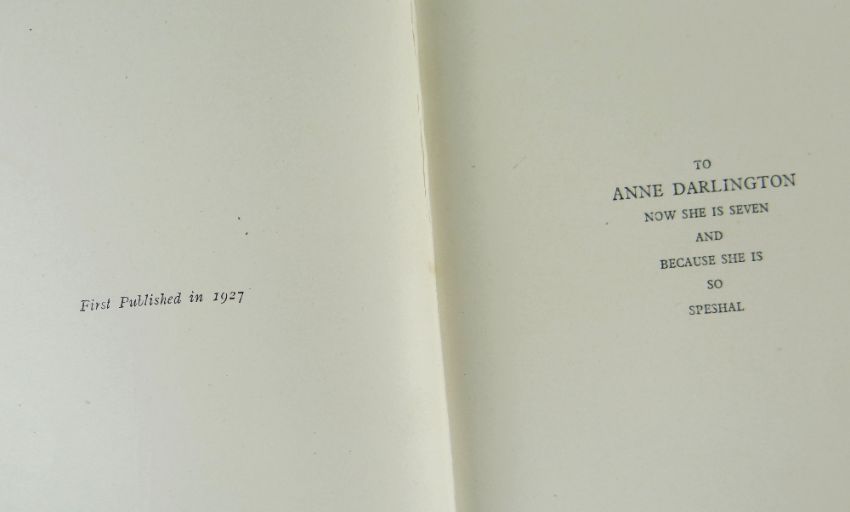 First Published in 1927
TO
ANNE DARLINGTON
NOW SHE IS SEVEN
AND
BECAUSE SHE IS
SO
SPESHAL